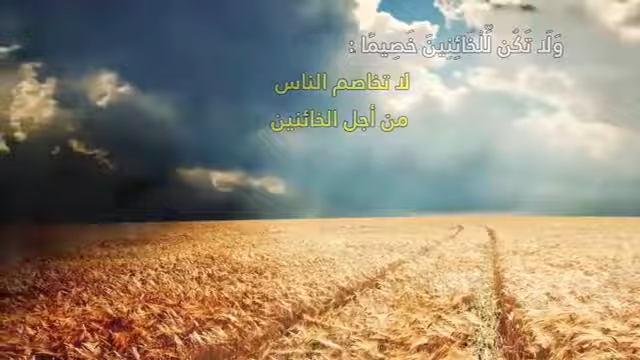 وَلَا تَكُن لِّلْخَائِنِينَ خَصِيمًا :
لا تخاصم الناس
من أجل الخائنين